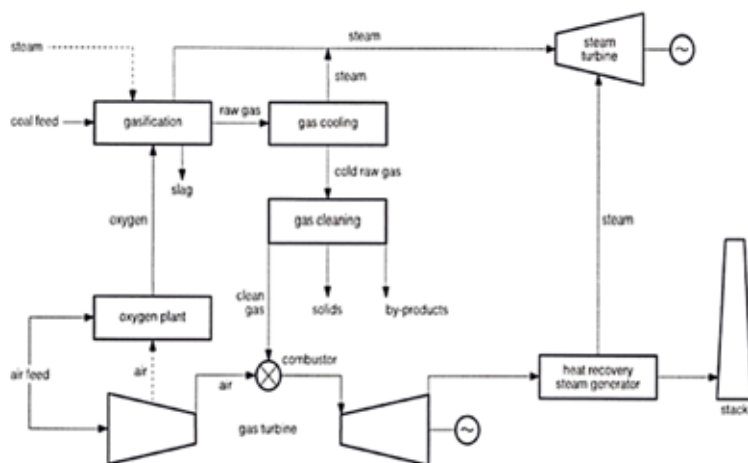 steam
steam
steam
turbine
~
steam
coal feed
gasification
raw gas
gas cooling
slag
cold raw gas
oxygen
gas cleaning
steam
clean
gas
solids
by-products
oxygen plant
air feed
air
combustor
air
heat recovery
steam generator
gas turbine
~
stack